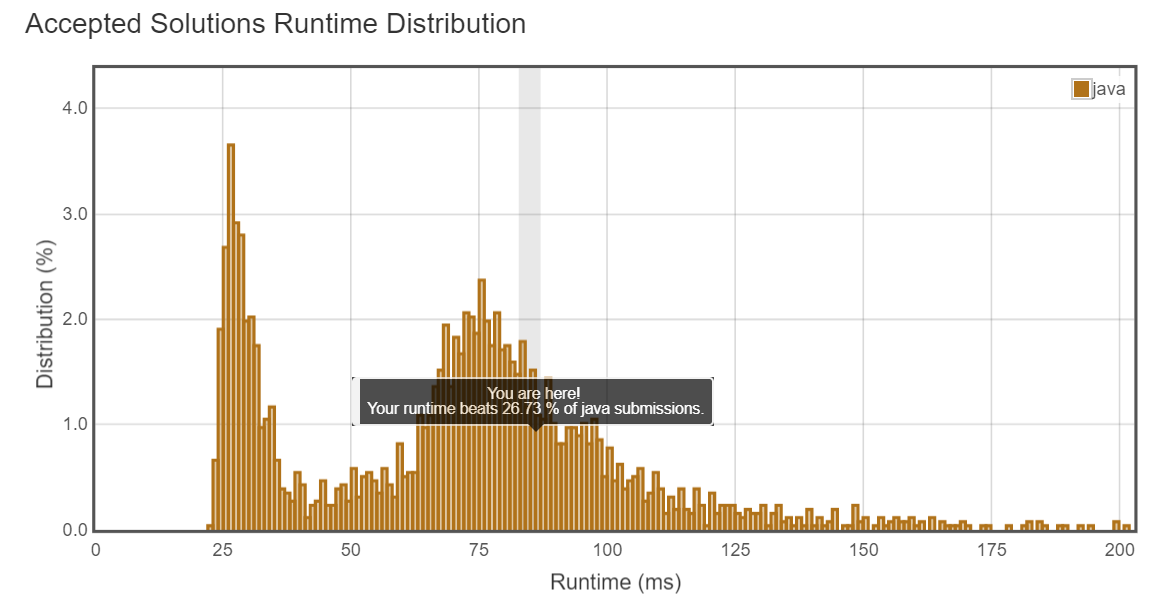 Accepted Solutions Runtime Distribution
java
4.0
3.0
2.0
1.0
0.0
Distribution (%)
You are here!
Your runtime beats 26.73 % of java submissions.
0 25 50 75 100 125 150 175 200
Runtime (ms)